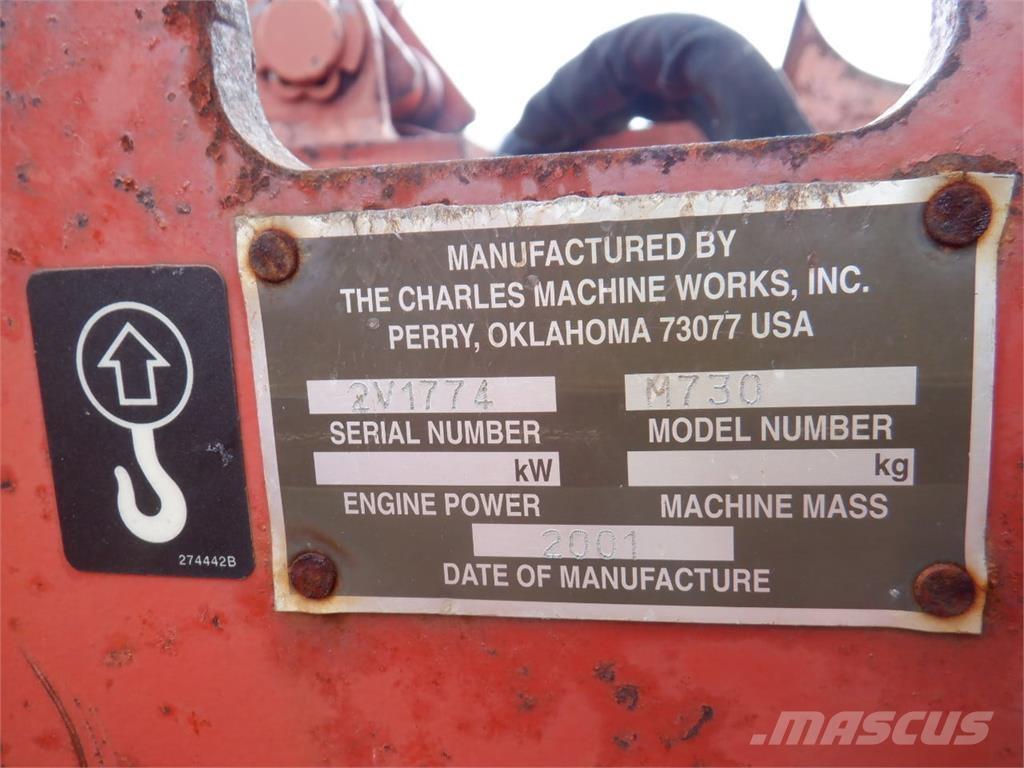 MANUFACTURED BY
THE CHARLES MACHINE WORKS, INC.
PERRY, OKLAHOMA 73077 USA
2V1774 M730
SERIAL NUMBER MODEL NUMBER
kW kg
ENGINE POWER MACHINE MASS
2001
DATE OF MANUFACTURE
274442B
MASCUS